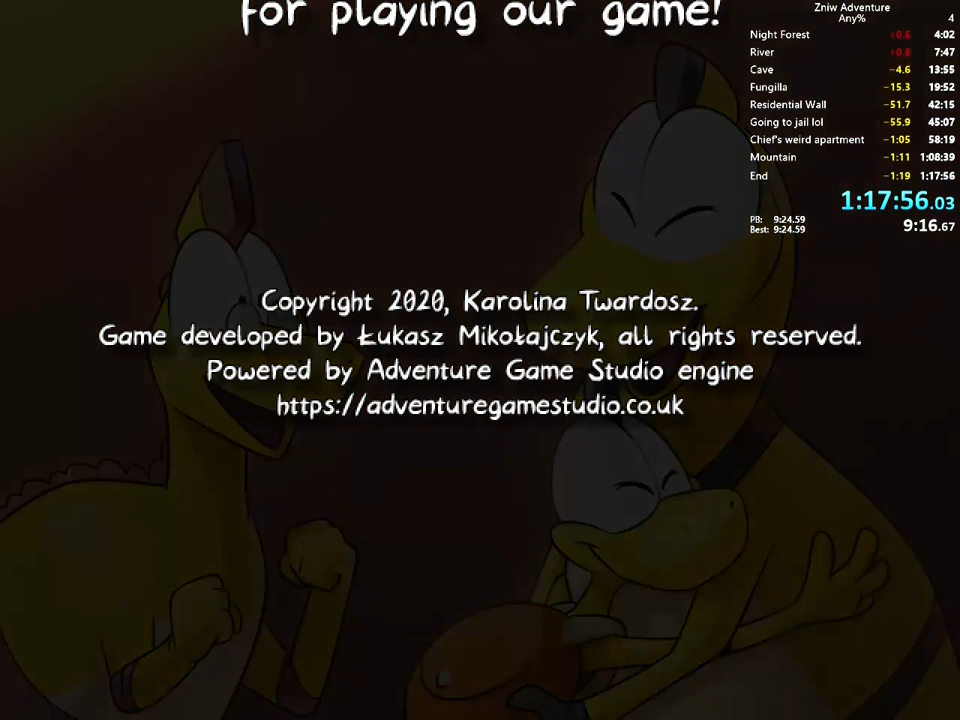 for playing our game!
Zniw Adventure
Any% 4
Night Forest +0.6 4:02
River +0.8 7:47
Cave −4.6 13:55
Fungilla −15.3 19:52
Residential Wall −51.7 42:15
Going to jail lol −55.9 45:07
Chief's weird apartment −1:05 58:19
Mountain −1:11 1:08:39
End −1:19 1:17:56
1:17:56.03
PB: 9:24.59
Best: 9:24.59
9:16.67
Copyright 2020, Karolina Twardosz.
Game developed by Łukasz Mikołajczyk, all rights reserved.
Powered by Adventure Game Studio engine
https://adventuregamestudio.co.uk